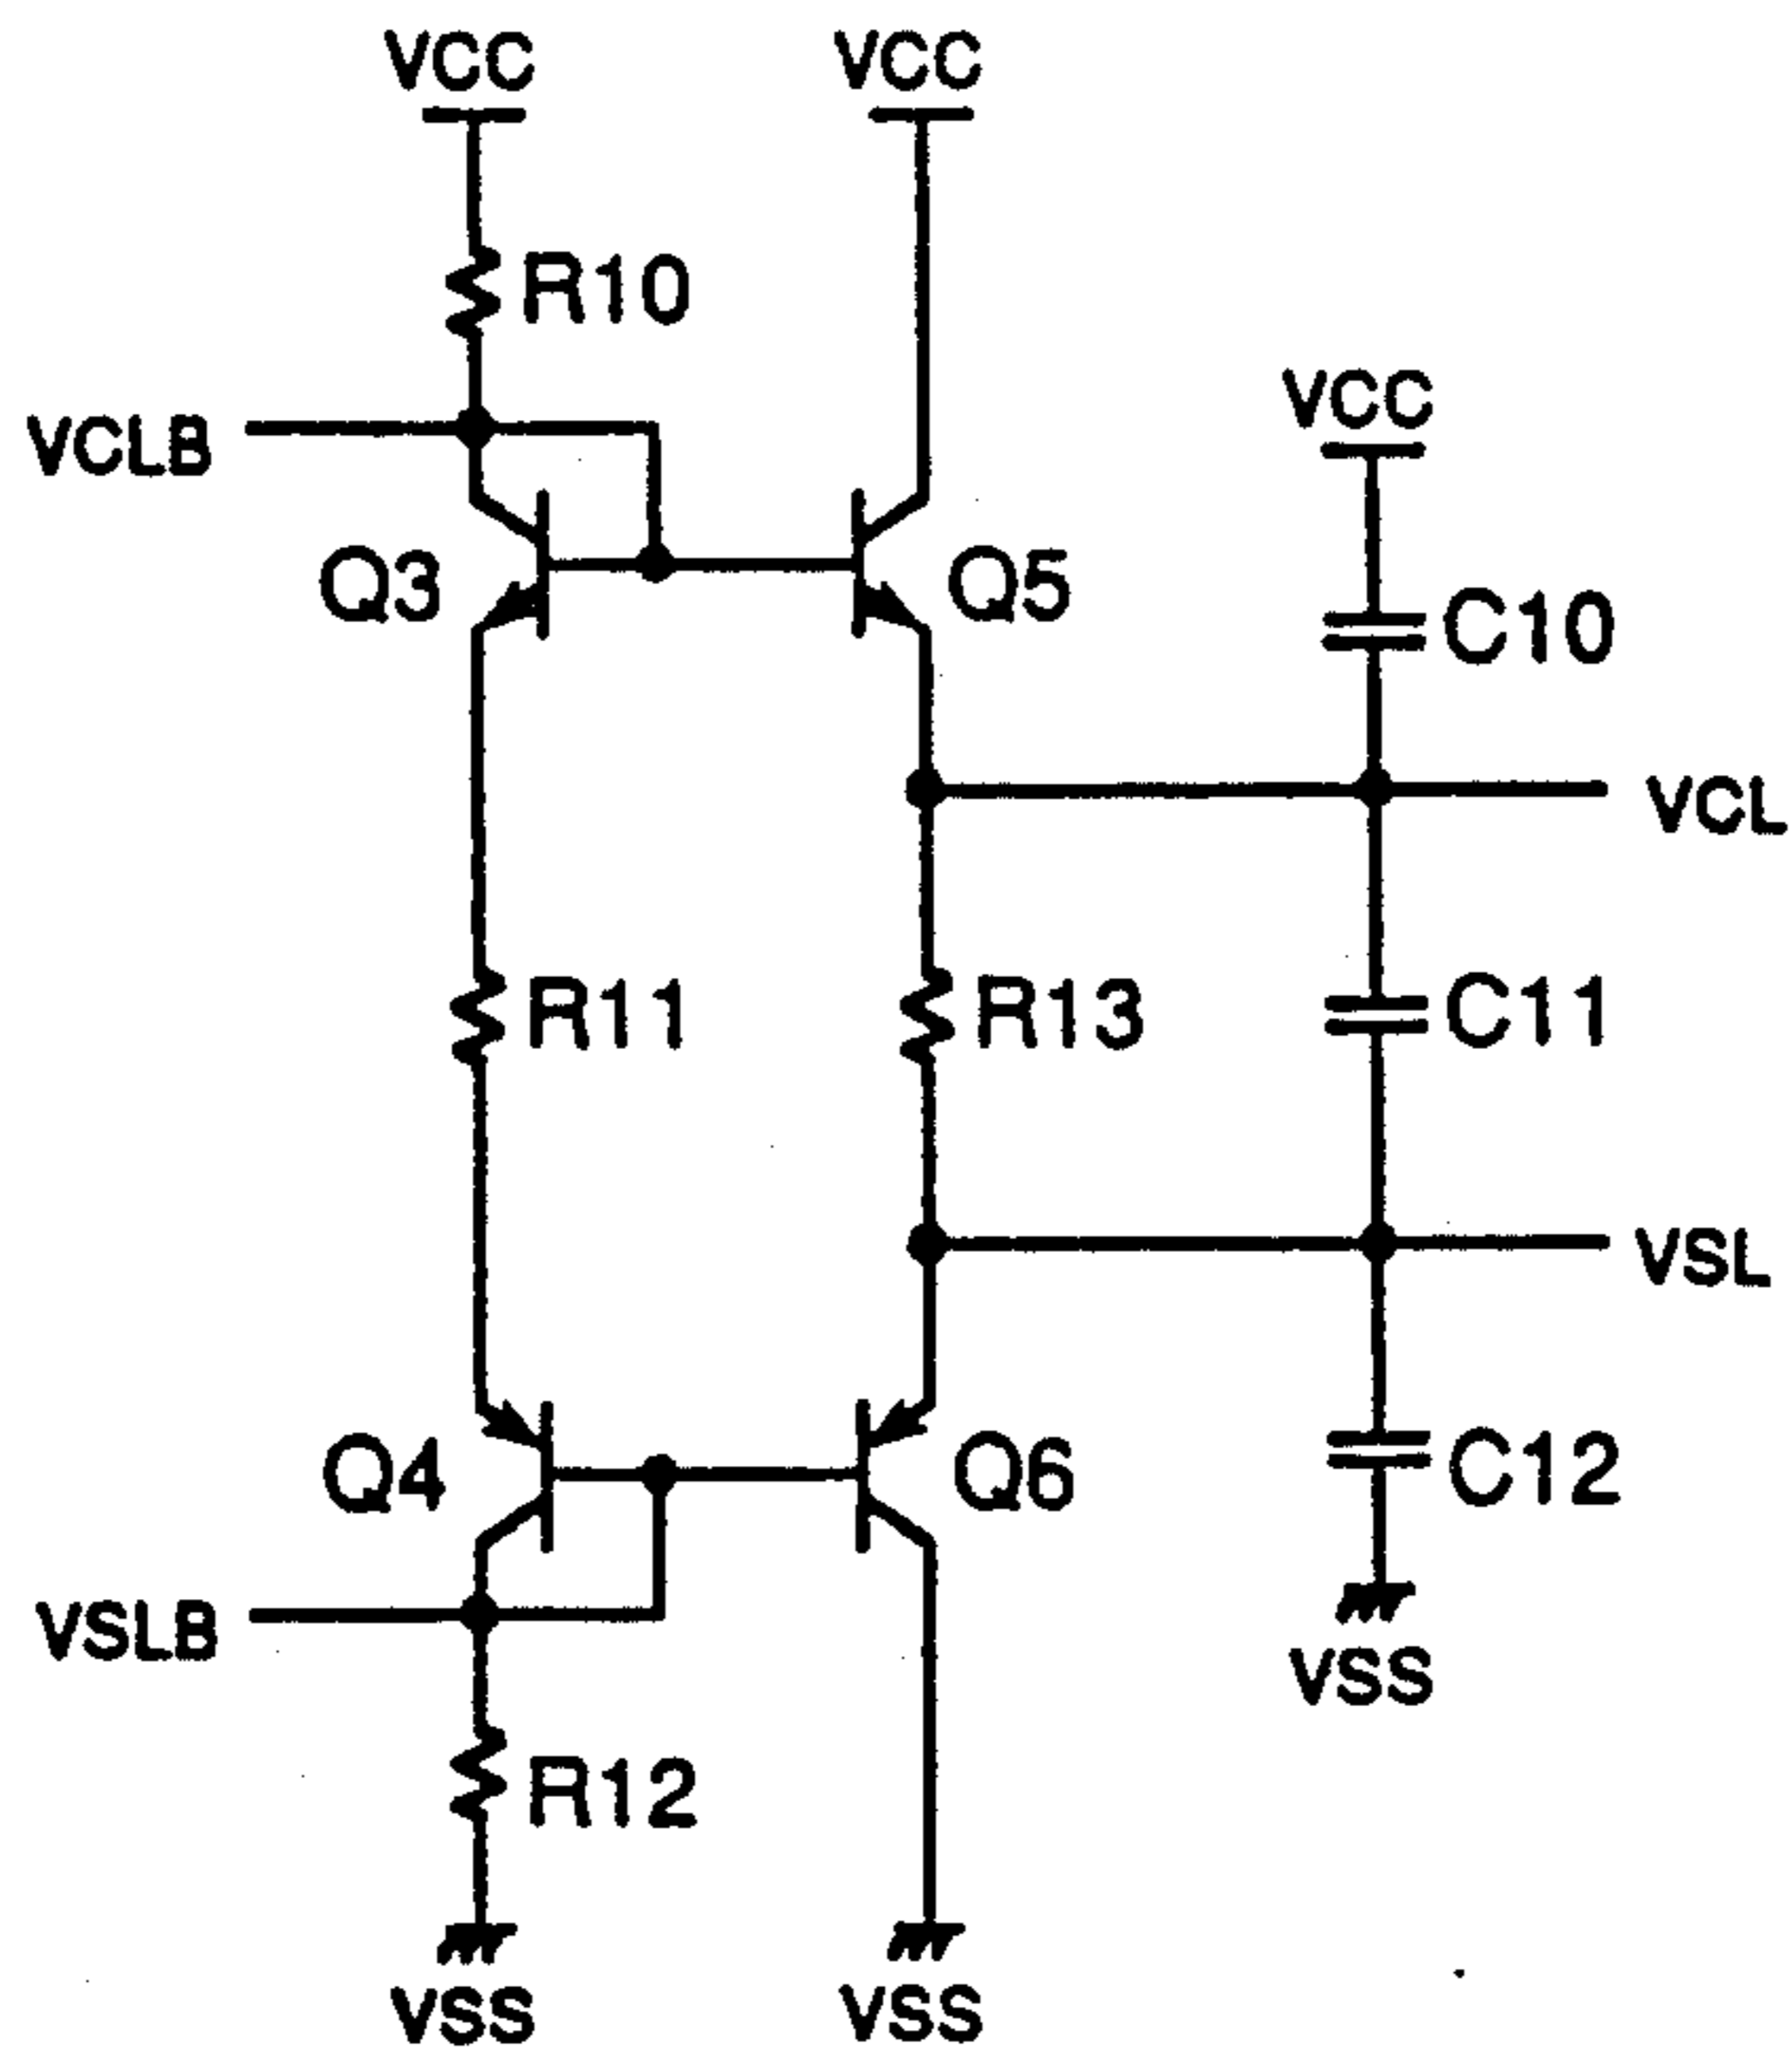 VCC
VCC
R10
VCC
VCLB
Q3
Q5
C10
VCL
R11
R13
C11
VSL
Q4
Q6
C12
VSLB
VSS
R12
VSS
VSS